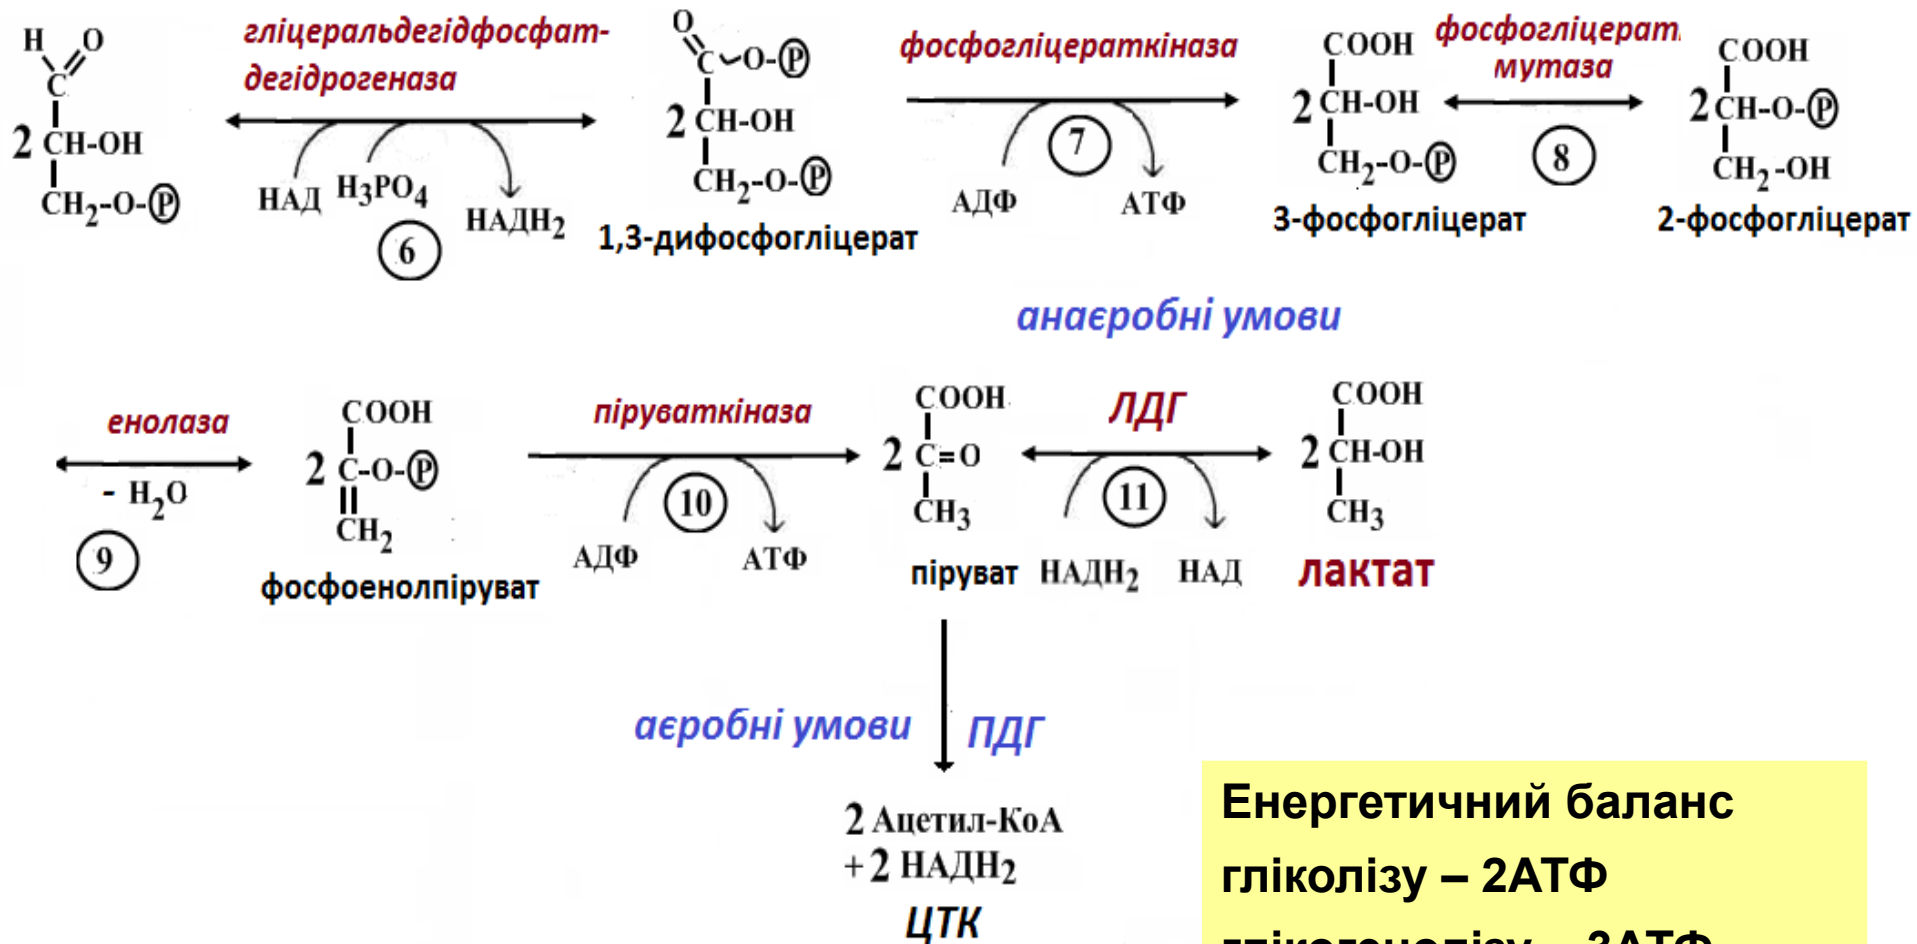 гліцеральдегідфосфат-
дегідрогеназа
фосфогліцераткіназа
фосфогліцерат
мутаза
H O
C
2 CH-OH
CH2-O-P
НАД H3PO4 НАДН2
6
O
C~O-P
2 CH-OH
CH2-O-P
1,3-дифосфогліцерат
7
АДФ АТФ
COOH
2 CH-OH
CH2-O-P
3-фосфогліцерат
8
COOH
2 CH-O-P
CH2-OH
2-фосфогліцерат
анаєробні умови
енолаза
- H2O
9
COOH
2 C-O-P
CH2
фосфоенолпіруват
піруваткіназа
10
АДФ АТФ
COOH
2 C=O
CH3
піруват
ЛДГ
11
НАДН2 НАД
COOH
2 CH-OH
CH3
лактат
аєробні умови ПДГ
2 Ацетил-КоА
+ 2 НАДН2
ЦТК
Енергетичний баланс
гліколізу – 2АТФ
глікогенолізу – 3АТФ